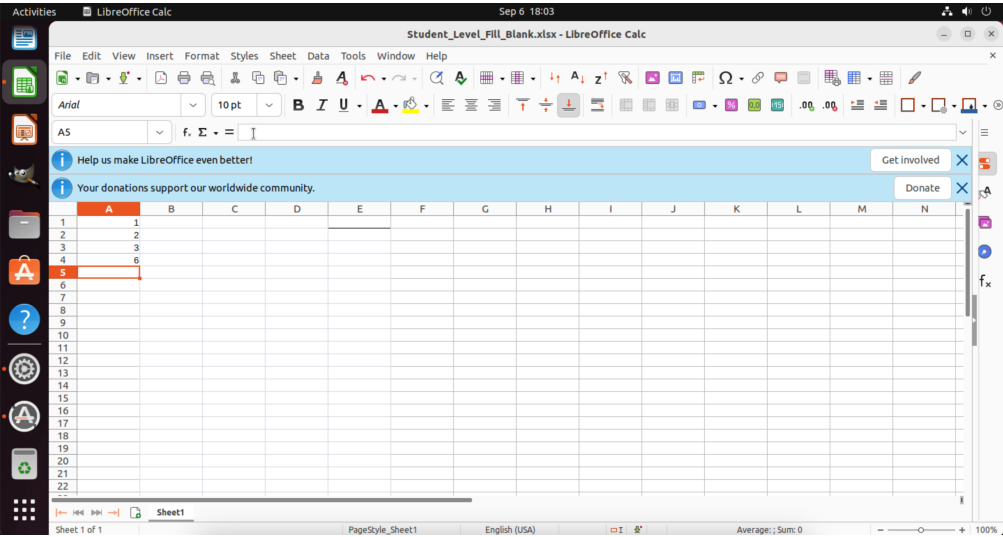 Activities LibreOffice Calc Sep 6 18:03
Student_Level_Fill_Blank.xlsx - LibreOffice Calc
File Edit View Insert Format Styles Sheet Data Tools Window Help
Arial 10 pt B I U
A5
Help us make LibreOffice even better! Get involved
Your donations support our worldwide community. Donate
A B C D E F G H I J K L M N
1 1
2 2
3 3
4 6
5
6
7
8
9
10
11
12
13
14
15
16
17
18
19
20
21
22
Sheet1
Sheet 1 of 1 PageStyle_Sheet1 English (USA) Average: ; Sum: 0 100%